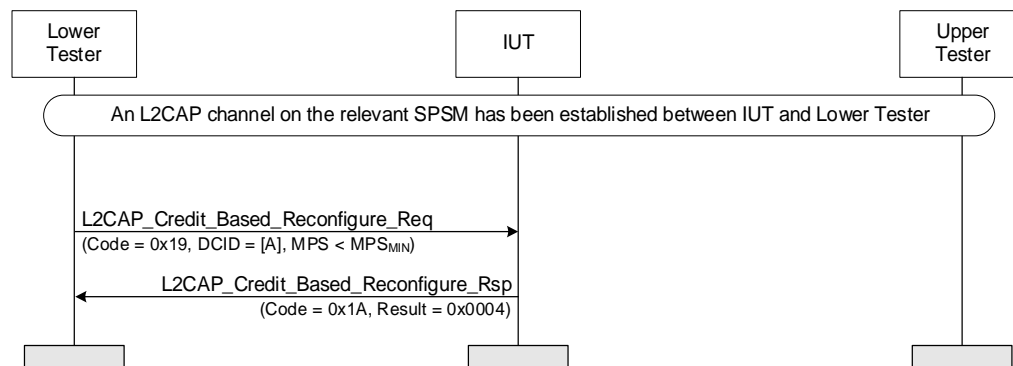 Lower
Tester
IUT
Upper
Tester
An L2CAP channel on the relevant SPSM has been established between IUT and Lower Tester
L2CAP_Credit_Based_Reconfigure_Req
(Code = 0x19, DCID = [A], MPS < MPSMIN)
L2CAP_Credit_Based_Reconfigure_Rsp
(Code = 0x1A, Result = 0x0004)